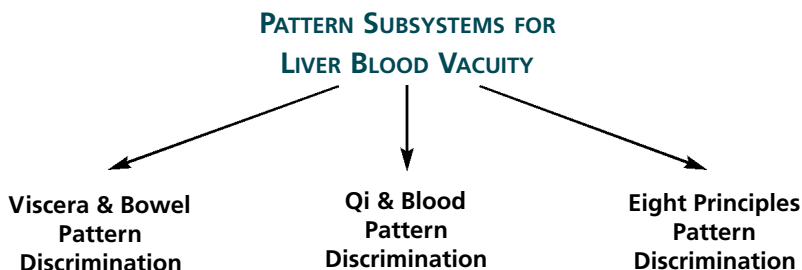 PATTERN SUBSYSTEMS FOR
LIVER BLOOD VACUITY
Viscera & Bowel
Pattern
Discrimination
Qi & Blood
Pattern
Discrimination
Eight Principles
Pattern
Discrimination